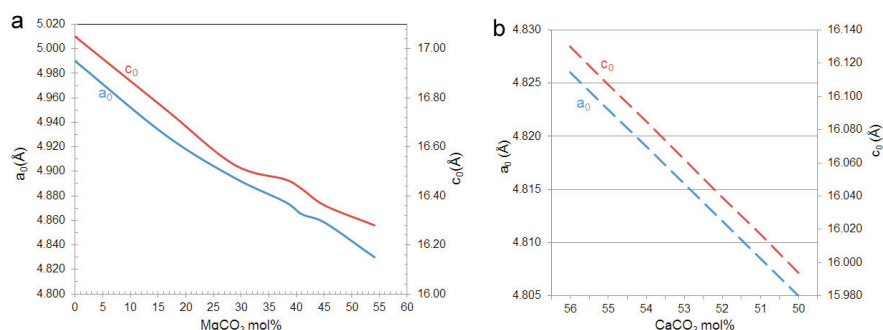 a
a₀(Å)
5.020
5.000
4.980
4.960
4.940
4.920
4.900
4.880
4.860
4.840
4.820
4.800
c₀
a₀
17.00
16.80
16.60
16.40
16.20
16.00
c₀(Å)
0 5 10 15 20 25 30 35 40 45 50 55 60
MgCO₃ mol%
b
a₀ (Å)
4.830
4.825
4.820
4.815
4.810
4.805
c₀
a₀
16.140
16.120
16.100
16.080
16.060
16.040
16.020
16.000
15.980
c₀ (Å)
56 55 54 53 52 51 50
CaCO₃ mol%